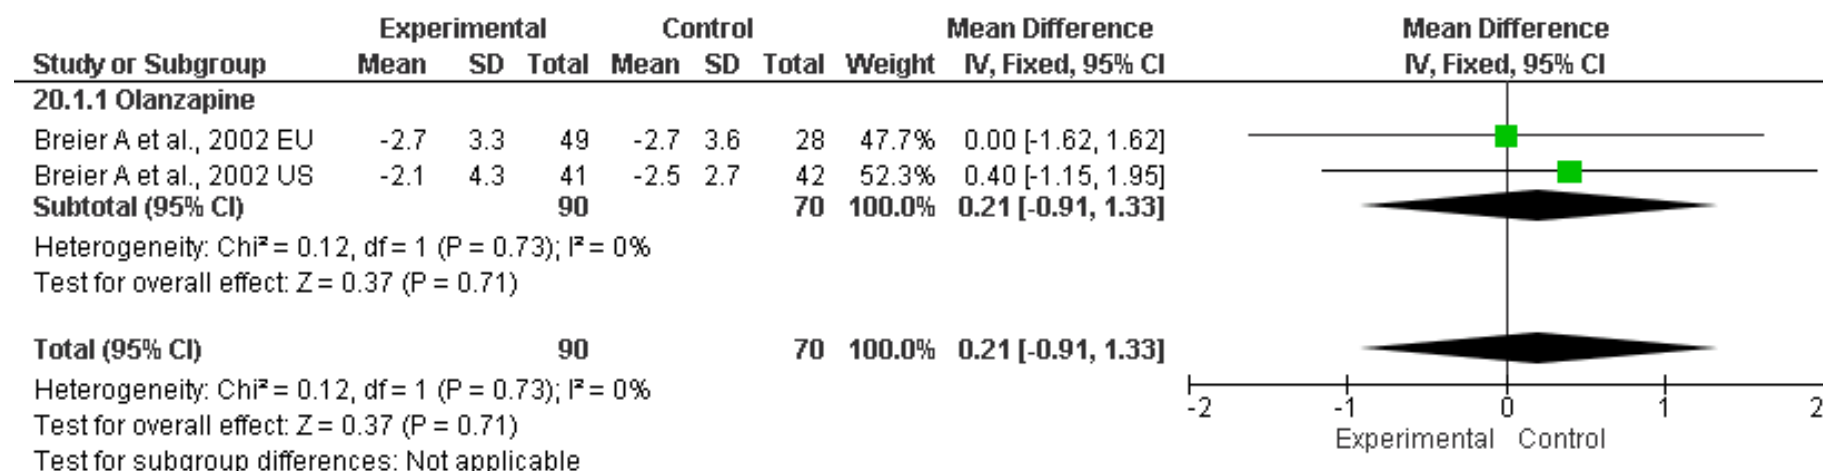 Experimental Control Mean Difference Mean Difference
Study or Subgroup Mean SD Total Mean SD Total Weight IV, Fixed, 95% CI IV, Fixed, 95% CI
20.1.1 Olanzapine
Breier A et al., 2002 EU -2.7 3.3 49 -2.7 3.6 28 47.7% 0.00 [-1.62, 1.62]
Breier A et al., 2002 US -2.1 4.3 41 -2.5 2.7 42 52.3% 0.40 [-1.15, 1.95]
Subtotal (95% CI) 90 70 100.0% 0.21 [-0.91, 1.33]
Heterogeneity: Chi² = 0.12, df = 1 (P = 0.73); I² = 0%
Test for overall effect: Z = 0.37 (P = 0.71)
Total (95% CI) 90 70 100.0% 0.21 [-0.91, 1.33]
Heterogeneity: Chi² = 0.12, df = 1 (P = 0.73); I² = 0%
Test for overall effect: Z = 0.37 (P = 0.71)
Test for subgroup differences: Not applicable
-2 -1 0 1 2
Experimental Control